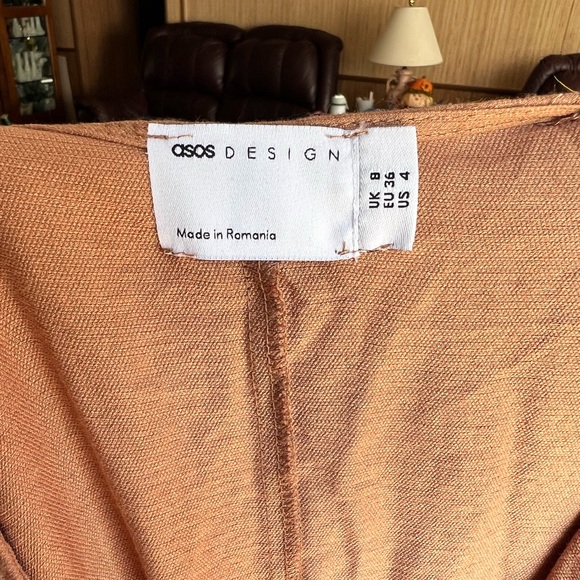 asos DESIGN
Made in Romania
UK 8
EU 36
US 4